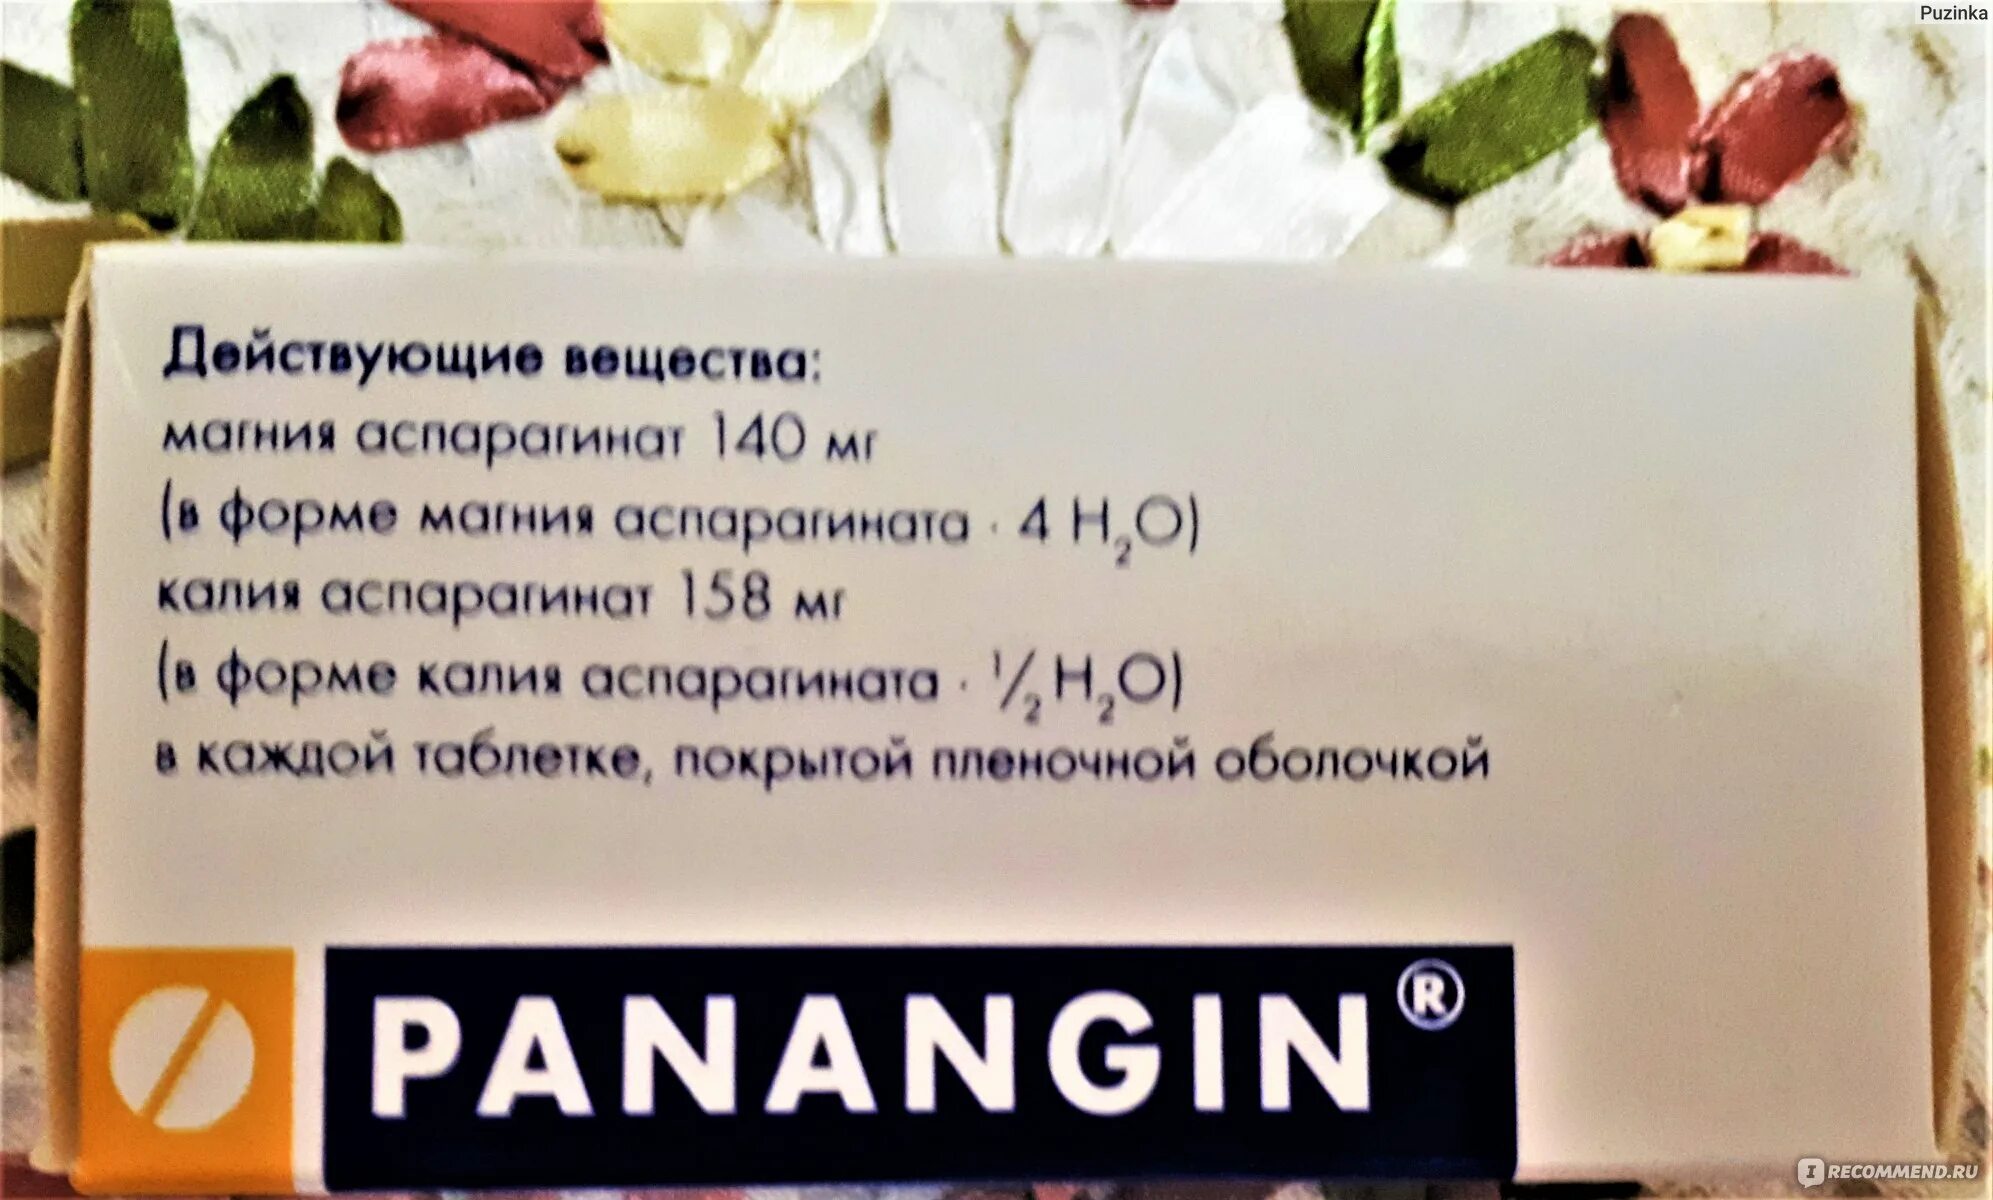 Puzinka
Действующие вещества:
магния аспарагинат 140 мг
(в форме магния аспарагината · 4 H₂O)
калия аспарагинат 158 мг
(в форме калия аспарагината · ½ H₂O)
в каждой таблетке, покрытой пленочной оболочкой
PANANGIN®
IRECOMMEND.RU